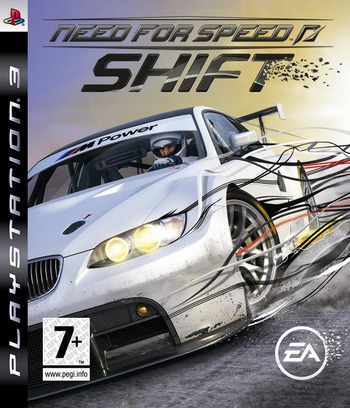 PLAYSTATION 3
NEED FOR SPEED
SHIFT
M Power
7+
www.pegi.info
EA